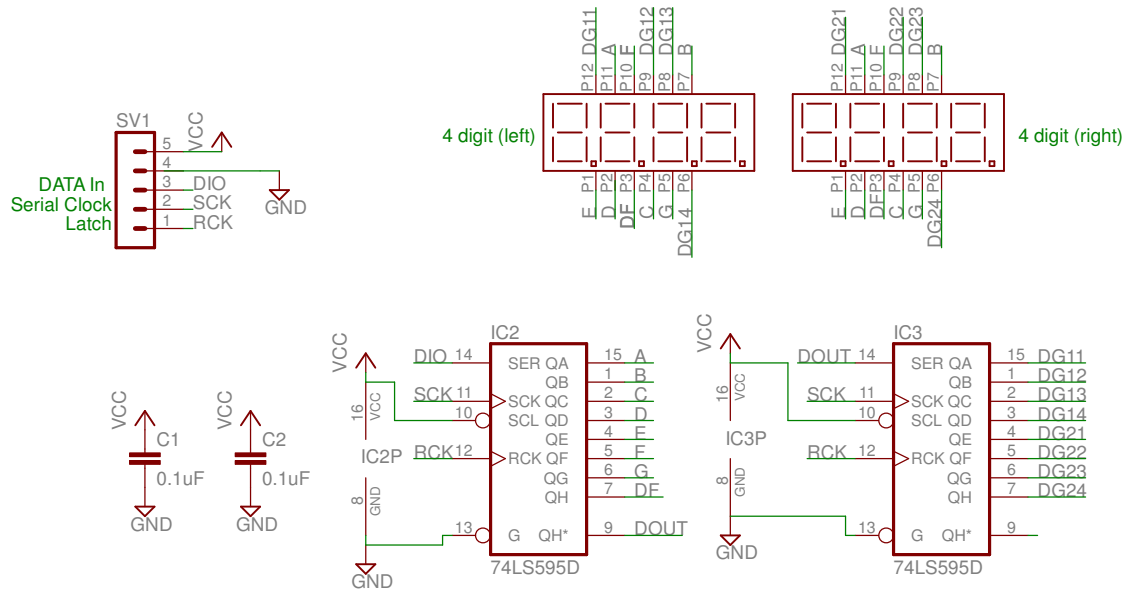 SV1
5 VCC
4
3 DIO
2 SCK
1 RCK
GND
DATA In
Serial Clock
Latch
4 digit (left)
P12 DG11
P11 A
P10 F
P9 DG12
P8 DG13
P7 B
P1 E
P2 D
P3 DF
P4 C
P5 G
P6 DG14
4 digit (right)
P12 DG21
P11 A
P10 F
P9 DG22
P8 DG23
P7 B
P1 E
P2 D
P3 DF
P4 C
P5 G
P6 DG24
VCC
C1
0.1uF
GND
VCC
C2
0.1uF
GND
VCC
16 VCC
IC2P
8 GND
GND
IC2
DIO 14 SER QA 15 A
QB 1 B
SCK 11 SCK QC 2 C
10 SCL QD 3 D
QE 4 E
RCK 12 RCK QF 5 F
QG 6 G
QH 7 DF
13 G QH* 9 DOUT
74LS595D
VCC
16 VCC
IC3P
8 GND
GND
IC3
DOUT 14 SER QA 15 DG11
QB 1 DG12
SCK 11 SCK QC 2 DG13
10 SCL QD 3 DG14
QE 4 DG21
RCK 12 RCK QF 5 DG22
QG 6 DG23
QH 7 DG24
13 G QH* 9
74LS595D